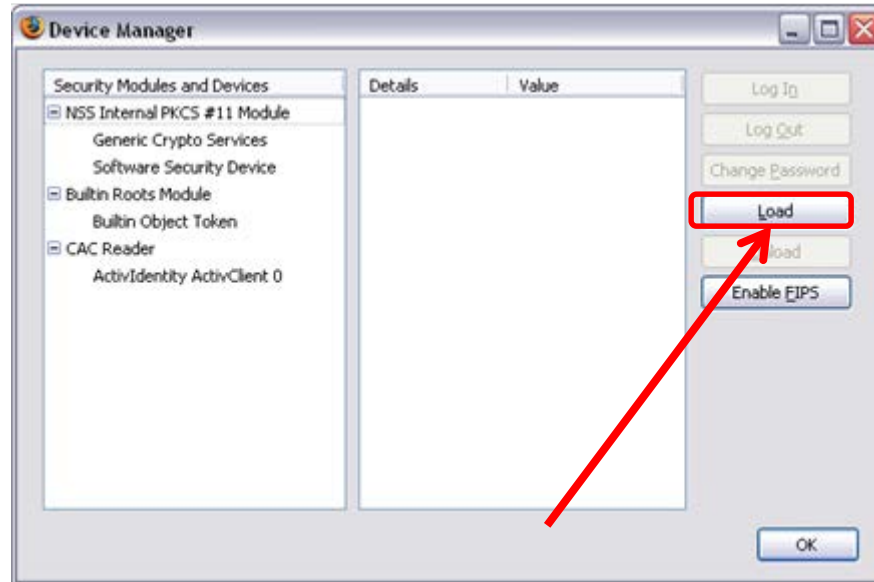 Device Manager
Security Modules and Devices
Details Value
NSS Internal PKCS #11 Module
Generic Crypto Services
Software Security Device
Builtin Roots Module
Builtin Object Token
CAC Reader
ActivIdentity ActivClient 0
Log In
Log Out
Change Password
Load
Enable FIPS
OK